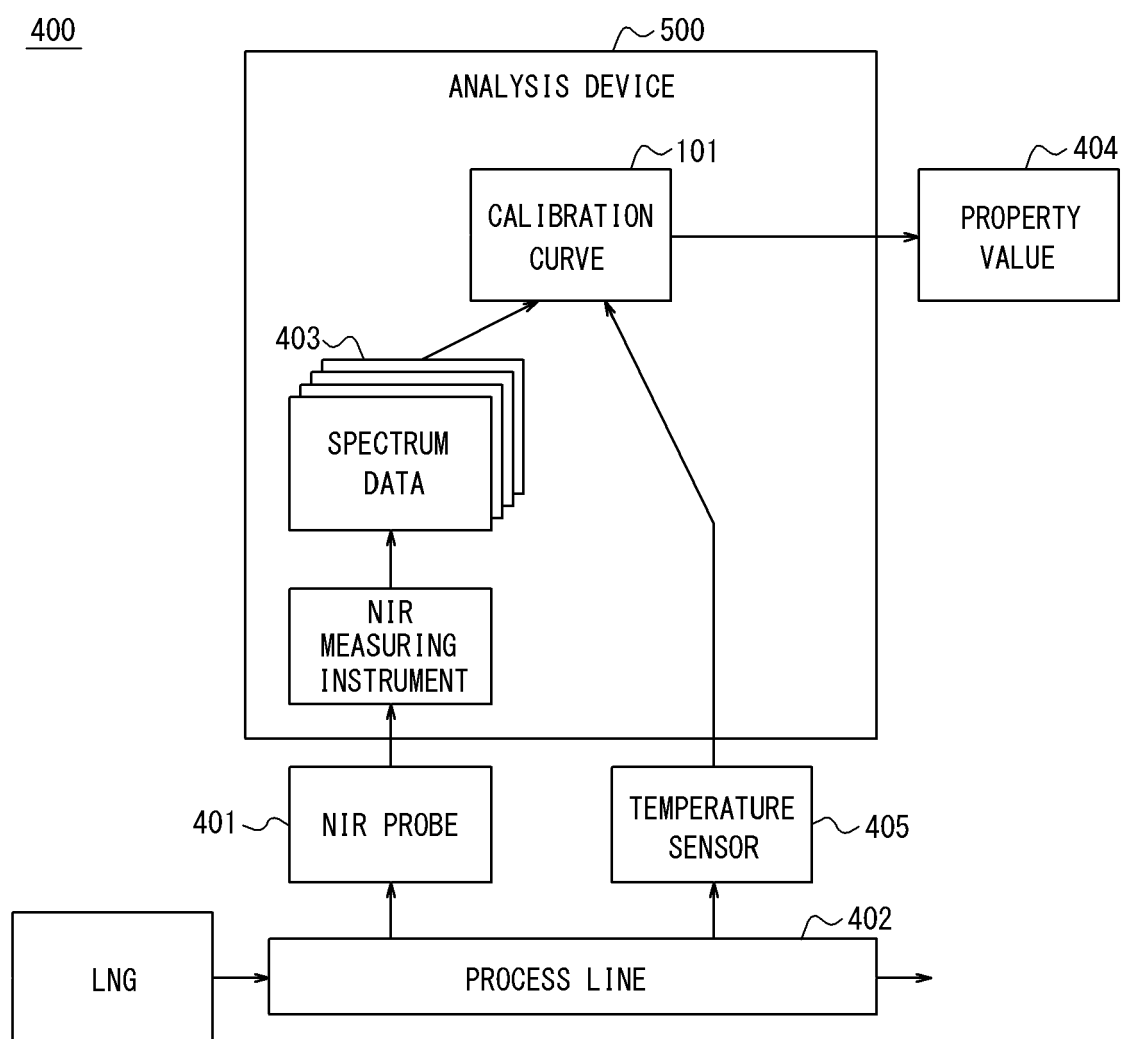 400
500
ANALYSIS DEVICE
101
CALIBRATION
CURVE
404
PROPERTY
VALUE
403
SPECTRUM
DATA
NIR
MEASURING
INSTRUMENT
401
NIR PROBE
TEMPERATURE
SENSOR
405
402
LNG
PROCESS LINE